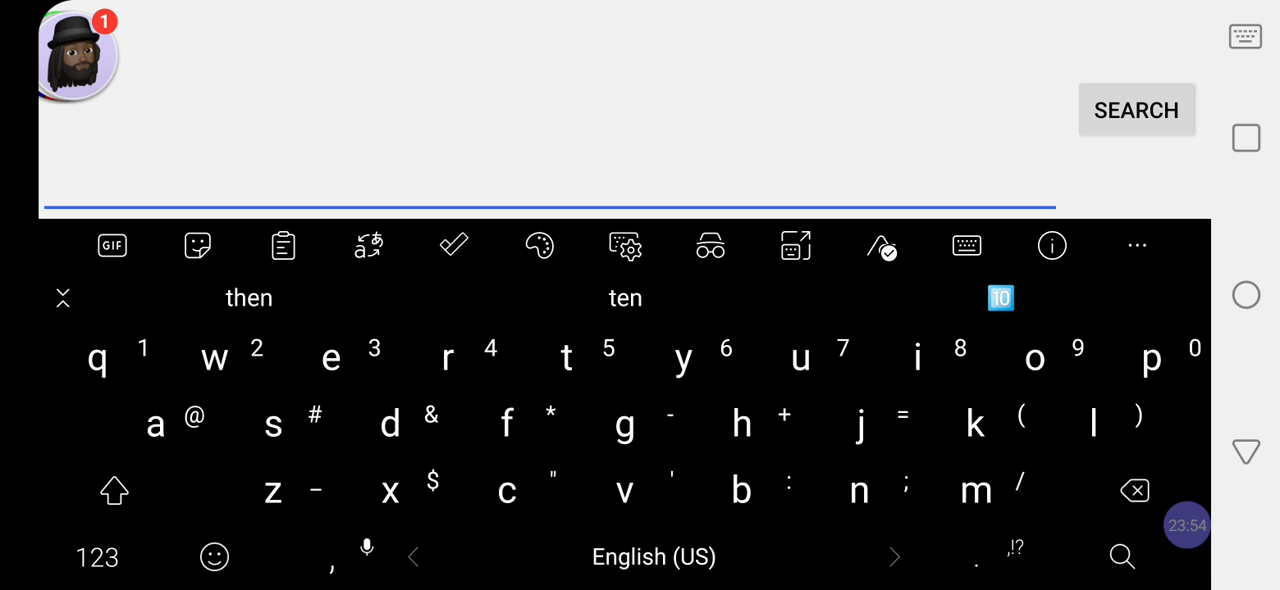 1
SEARCH
GIF
then ten 10
q 1 w 2 e 3 r 4 t 5 y 6 u 7 i 8 o 9 p 0
a @ s # d & f * g - h + j = k ( l )
z _ x $ c " v ' b : n ; m /
23:54
123 , < English (US) > . ,!?